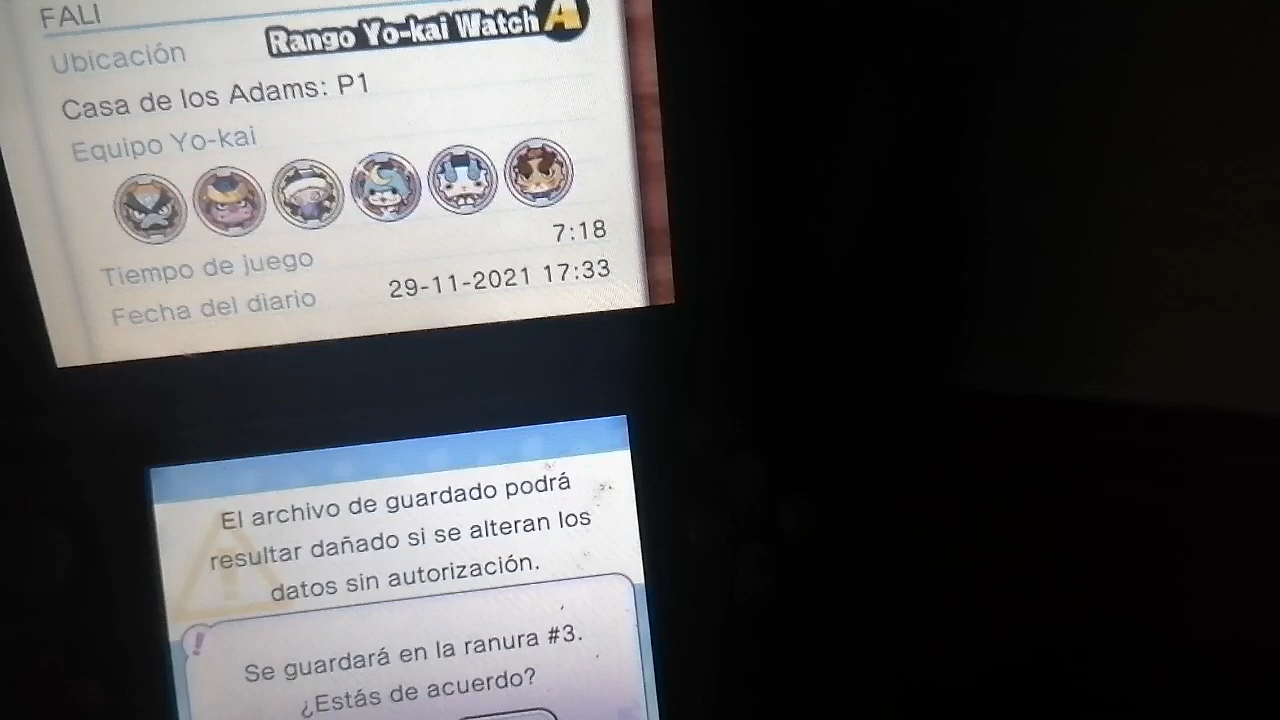 FALI
Rango Yo-kai Watch A
Ubicación
Casa de los Adams: P1
Equipo Yo-kai
Tiempo de juego 7:18
Fecha del diario 29-11-2021 17:33
El archivo de guardado podrá
resultar dañado si se alteran los
datos sin autorización.
Se guardará en la ranura #3.
¿Estás de acuerdo?